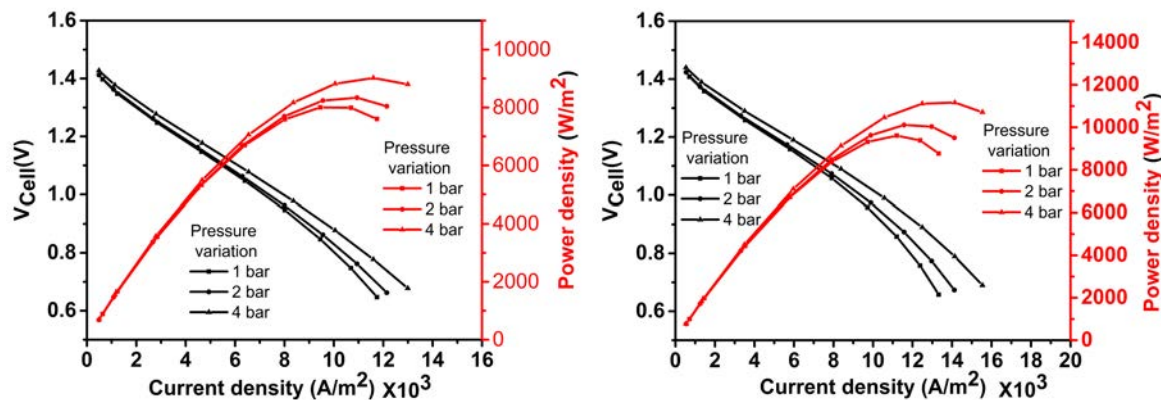 1.6
1.4
1.2
1.0
0.8
0.6
VCell(V)
Pressure
variation
1 bar
2 bar
4 bar
Pressure
variation
1 bar
2 bar
4 bar
10000
8000
6000
4000
2000
0
Power density (W/m²)
0 2 4 6 8 10 12 14 16
Current density (A/m²) X10³
1.6
1.4
1.2
1.0
0.8
0.6
VCell(V)
Pressure
variation
1 bar
2 bar
4 bar
Pressure
variation
1 bar
2 bar
4 bar
14000
12000
10000
8000
6000
4000
2000
0
Power density (W/m²)
0 2 4 6 8 10 12 14 16 17 20
Current density (A/m²) X10³